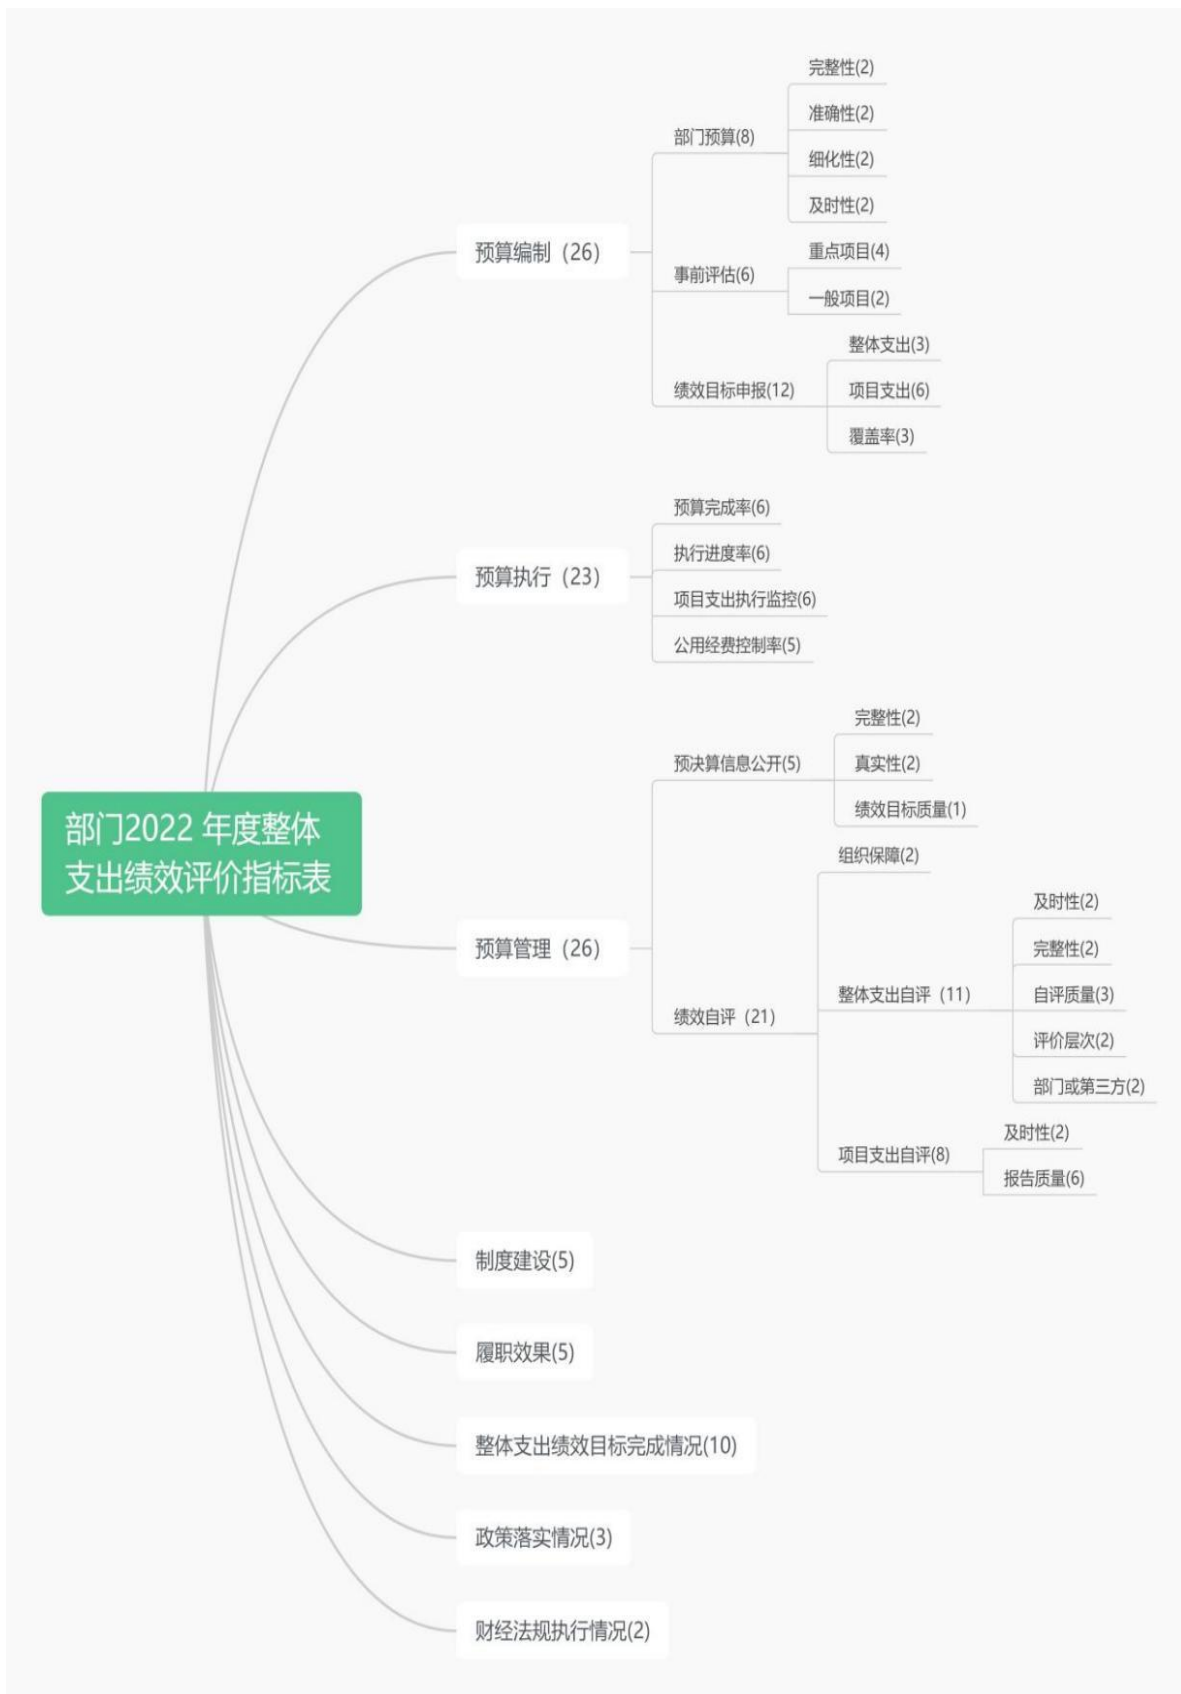 部门2022 年度整体
支出绩效评价指标表
预算编制（26）
部门预算(8)
完整性(2)
准确性(2)
细化性(2)
及时性(2)
事前评估(6)
重点项目(4)
一般项目(2)
绩效目标申报(12)
整体支出(3)
项目支出(6)
覆盖率(3)
预算执行（23）
预算完成率(6)
执行进度率(6)
项目支出执行监控(6)
公用经费控制率(5)
预算管理（26）
预决算信息公开(5)
完整性(2)
真实性(2)
绩效目标质量(1)
绩效自评（21）
组织保障(2)
整体支出自评（11）
及时性(2)
完整性(2)
自评质量(3)
评价层次(2)
部门或第三方(2)
项目支出自评(8)
及时性(2)
报告质量(6)
制度建设(5)
履职效果(5)
整体支出绩效目标完成情况(10)
政策落实情况(3)
财经法规执行情况(2)